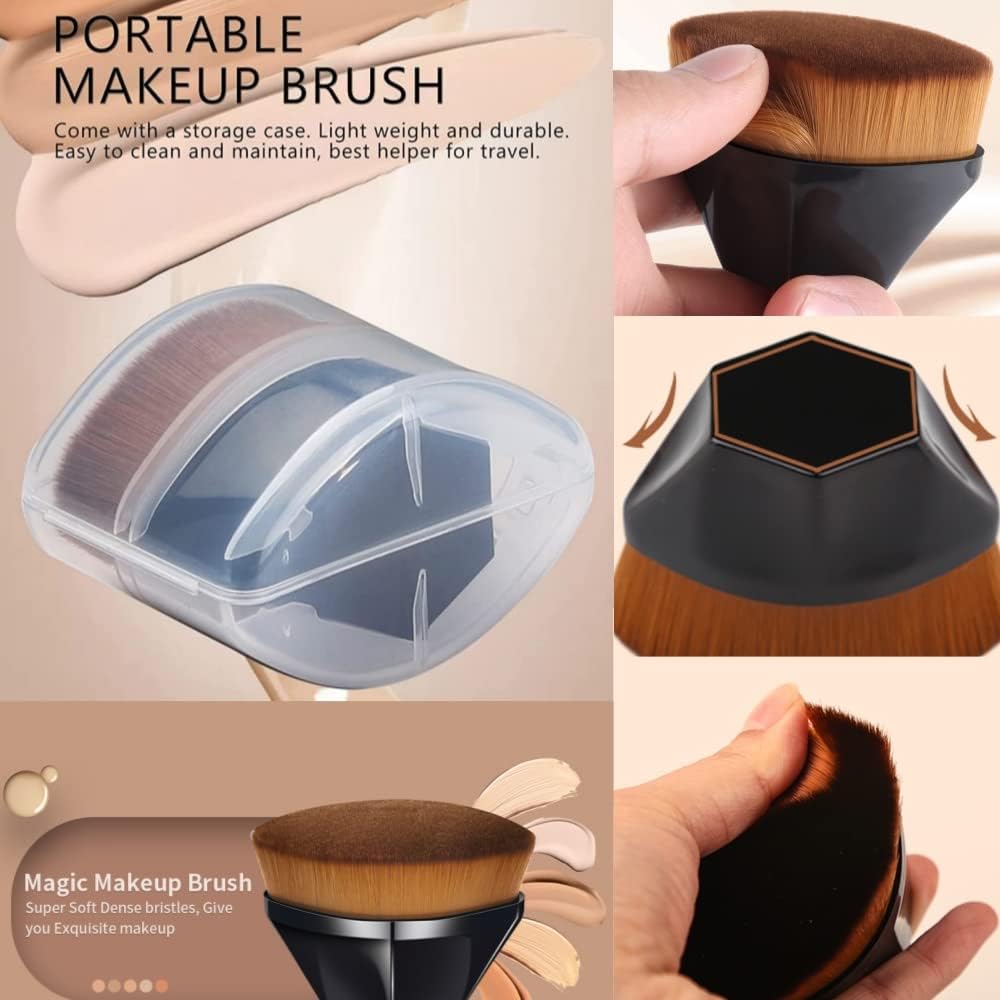 PORTABLE
MAKEUP BRUSH
Come with a storage case. Light weight and durable.
Easy to clean and maintain, best helper for travel.
Magic Makeup Brush
Super Soft Dense bristles, Give
you Exquisite makeup